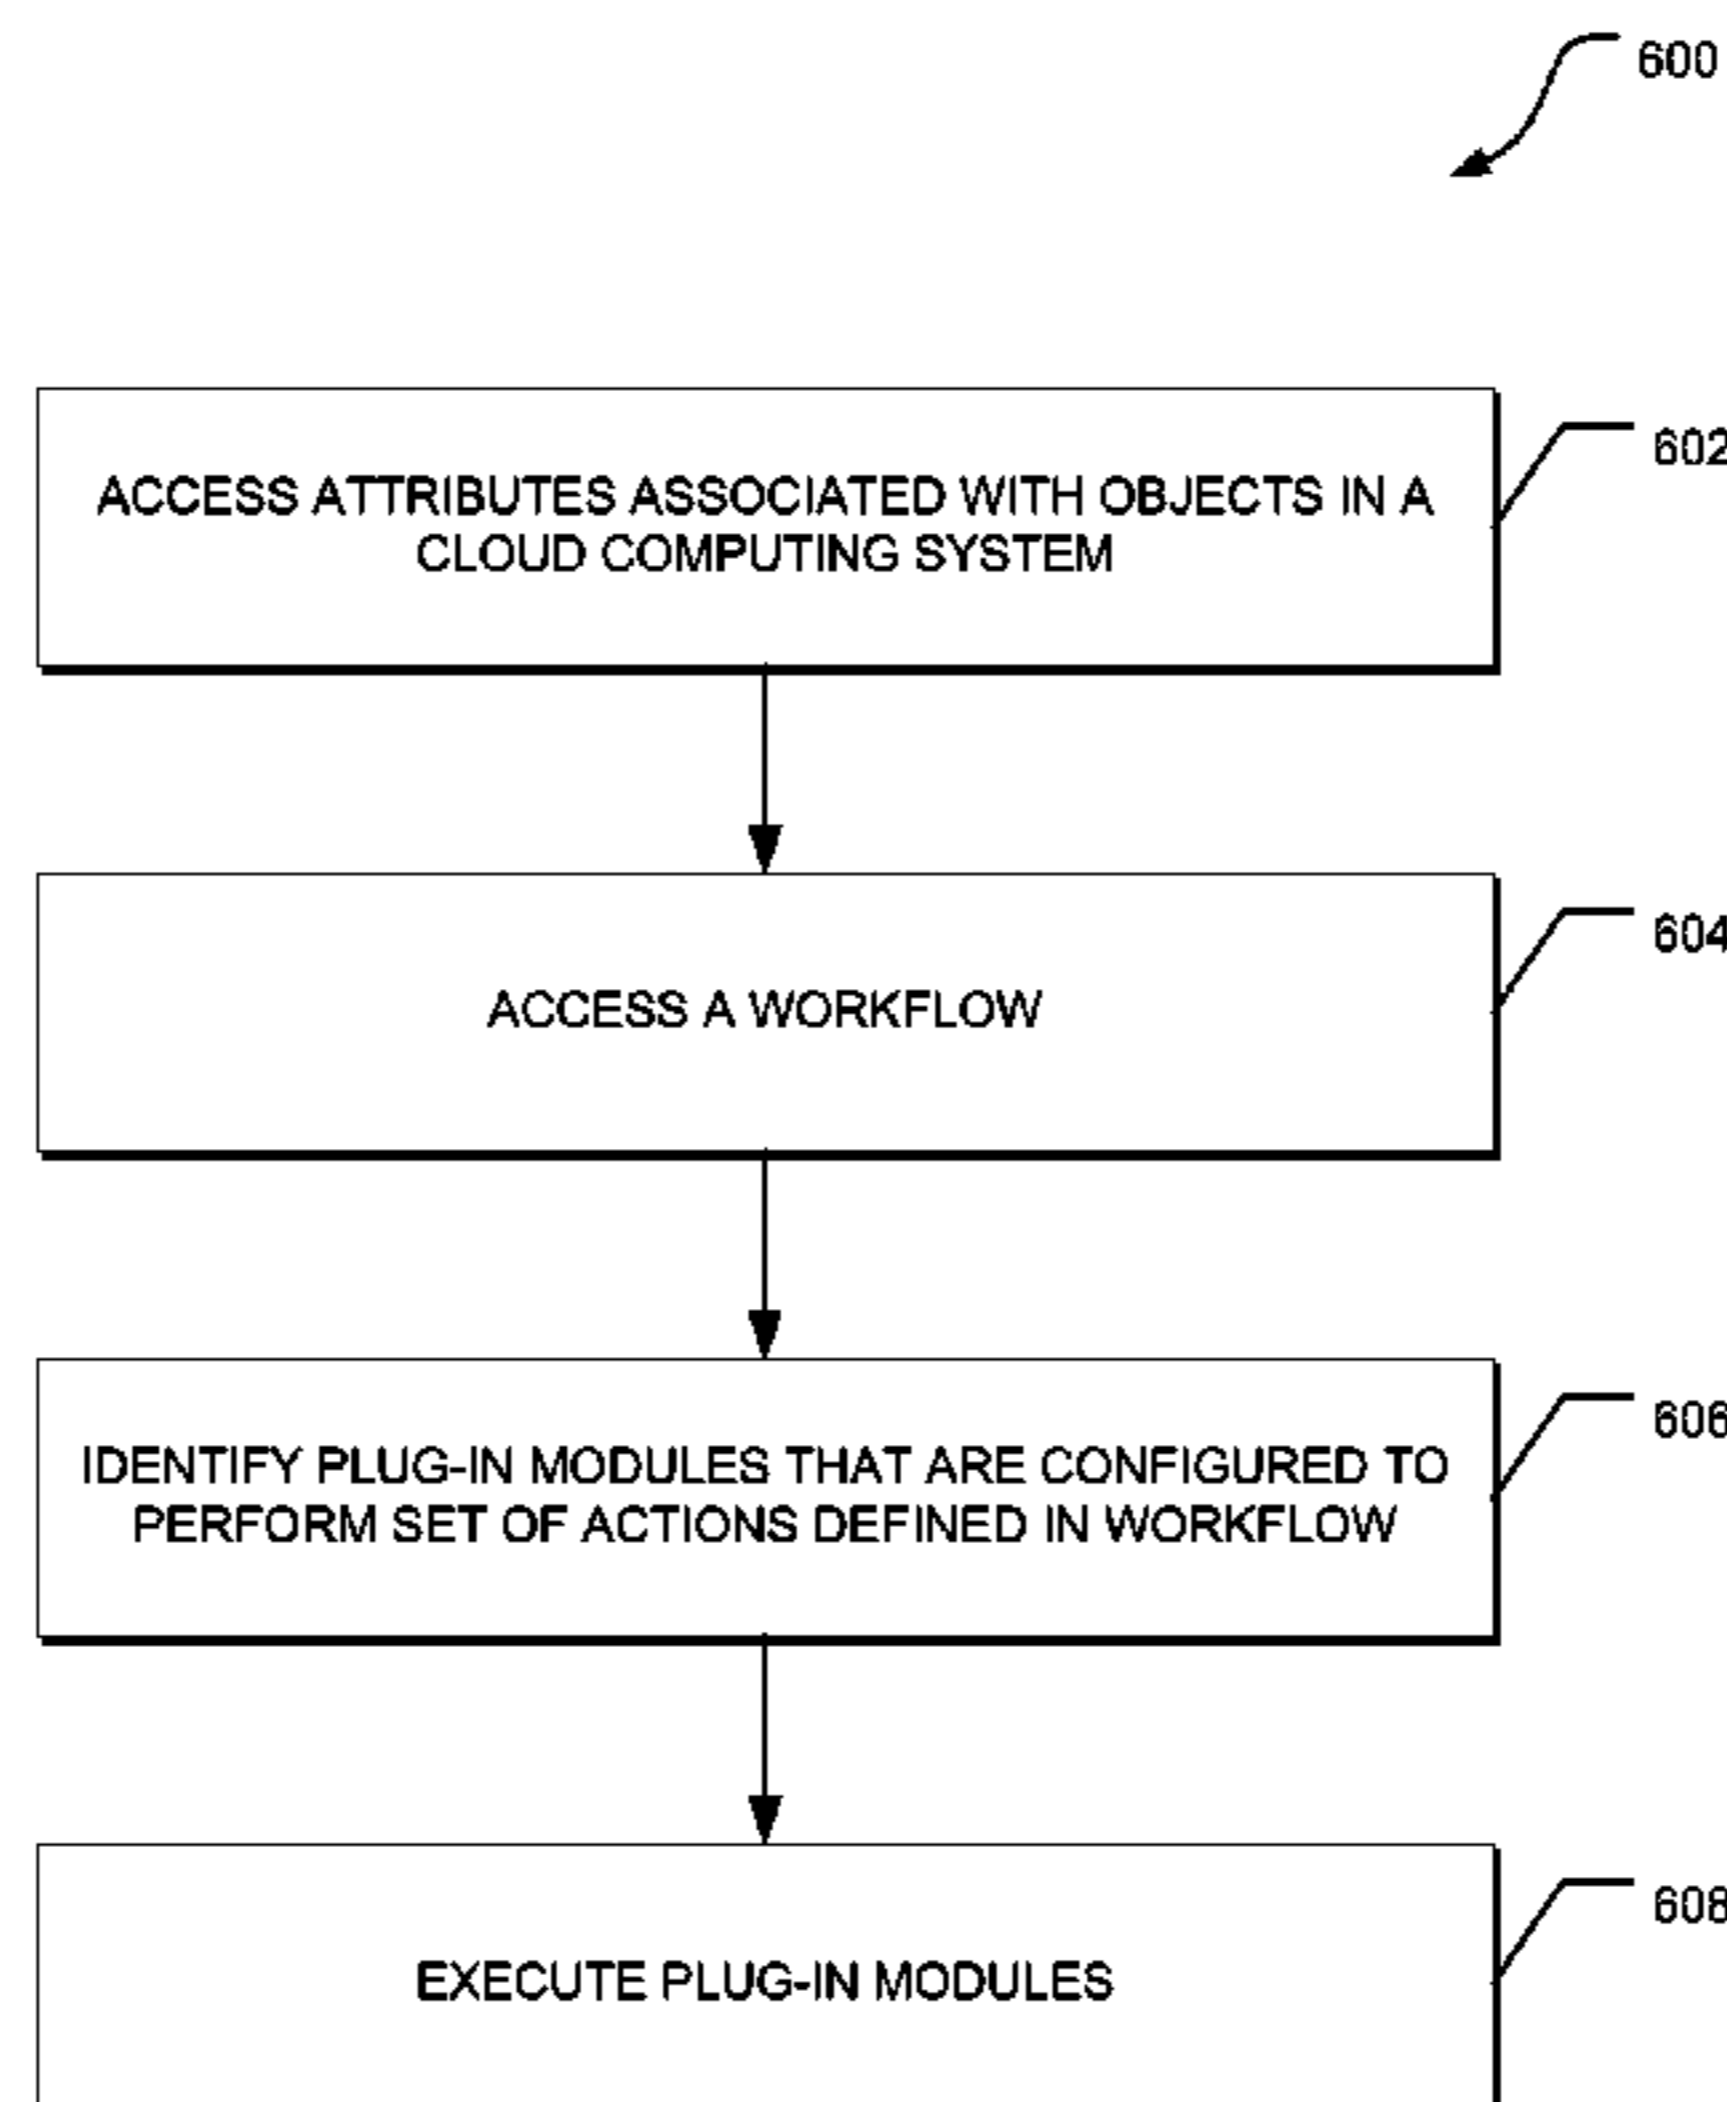 600
602
ACCESS ATTRIBUTES ASSOCIATED WITH OBJECTS IN A
CLOUD COMPUTING SYSTEM
604
ACCESS A WORKFLOW
606
IDENTIFY PLUG-IN MODULES THAT ARE CONFIGURED TO
PERFORM SET OF ACTIONS DEFINED IN WORKFLOW
608
EXECUTE PLUG-IN MODULES